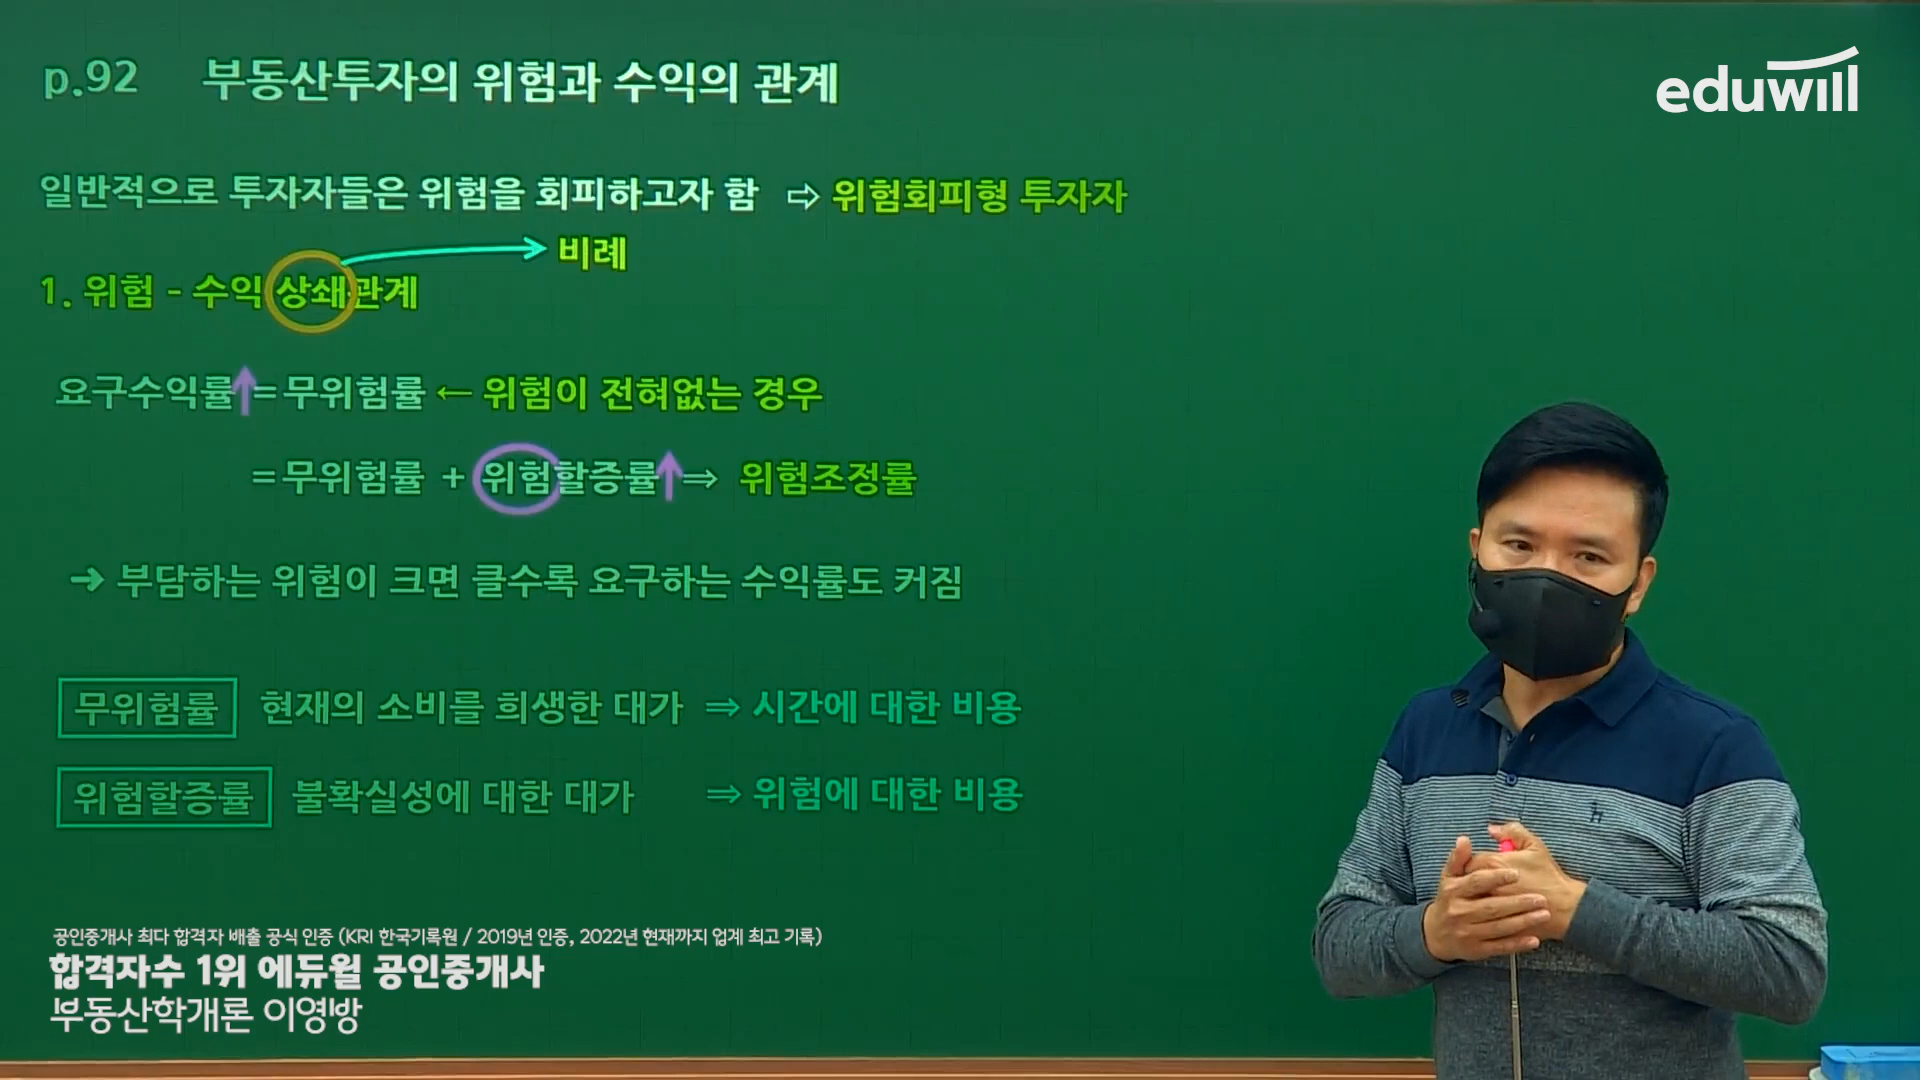 p.92 부동산투자의 위험과 수익의 관계
eduwill
일반적으로 투자자들은 위험을 회피하고자 함 ⇨ 위험회피형 투자자
비례
1. 위험 - 수익 상쇄관계
요구수익률↑ = 무위험률 ← 위험이 전혀없는 경우
= 무위험률 + 위험할증률↑ ⇒ 위험조정률
➜ 부담하는 위험이 크면 클수록 요구하는 수익률도 커짐
무위험률 현재의 소비를 희생한 대가 ⇒ 시간에 대한 비용
위험할증률 불확실성에 대한 대가 ⇒ 위험에 대한 비용
공인중개사 최다 합격자 배출 공식 인증 (KRI 한국기록원 / 2019년 인증, 2022년 현재까지 업계 최고 기록)
합격자수 1위 에듀윌 공인중개사
부동산학개론 이영방